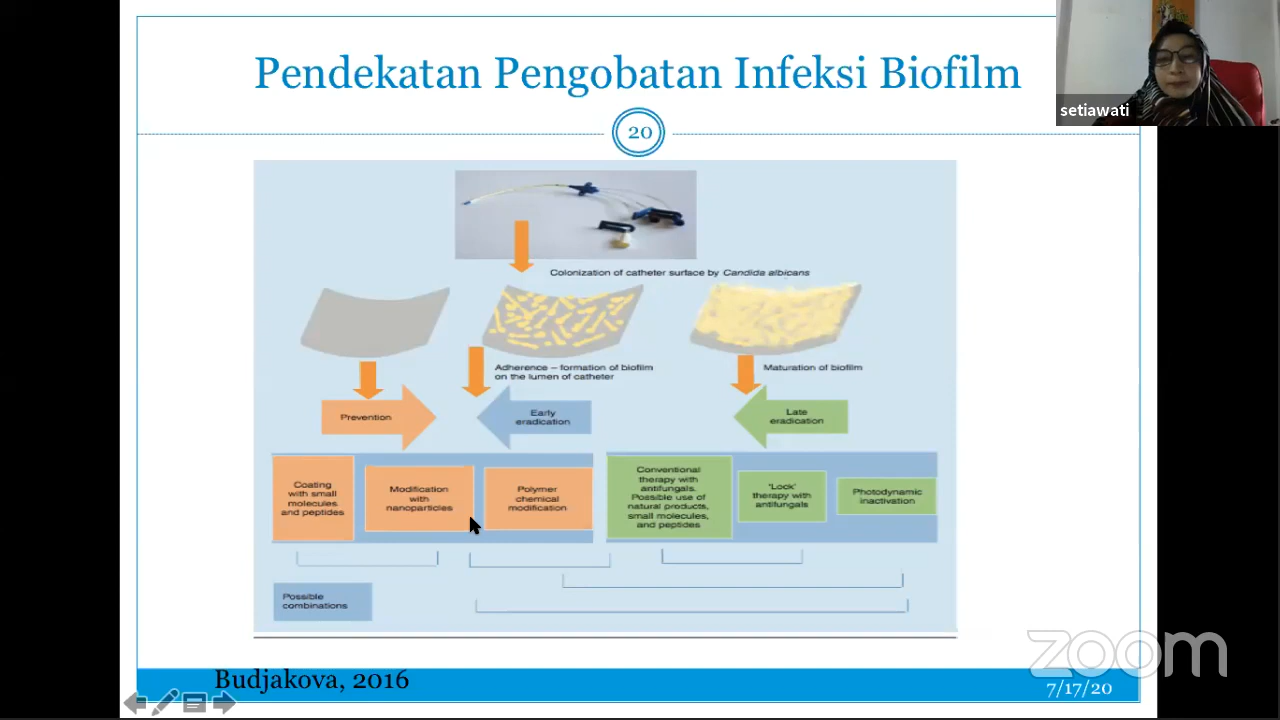 Pendekatan Pengobatan Infeksi Biofilm
setiawati
20
Colonization of catheter surface by Candida albicans
Adherence – formation of biofilm
on the lumen of catheter
Maturation of biofilm
Prevention
Early
eradication
Late
eradication
Coating
with small
molecules
and peptides
Modification
with
nanoparticles
Polymer
chemical
modification
Conventional
therapy with
antifungals.
Possible use of
natural products,
small molecules,
and peptides
'Lock'
therapy with
antifungals
Photodynamic
inactivation
Possible
combinations
zoom
Budjakova, 2016
7/17/20